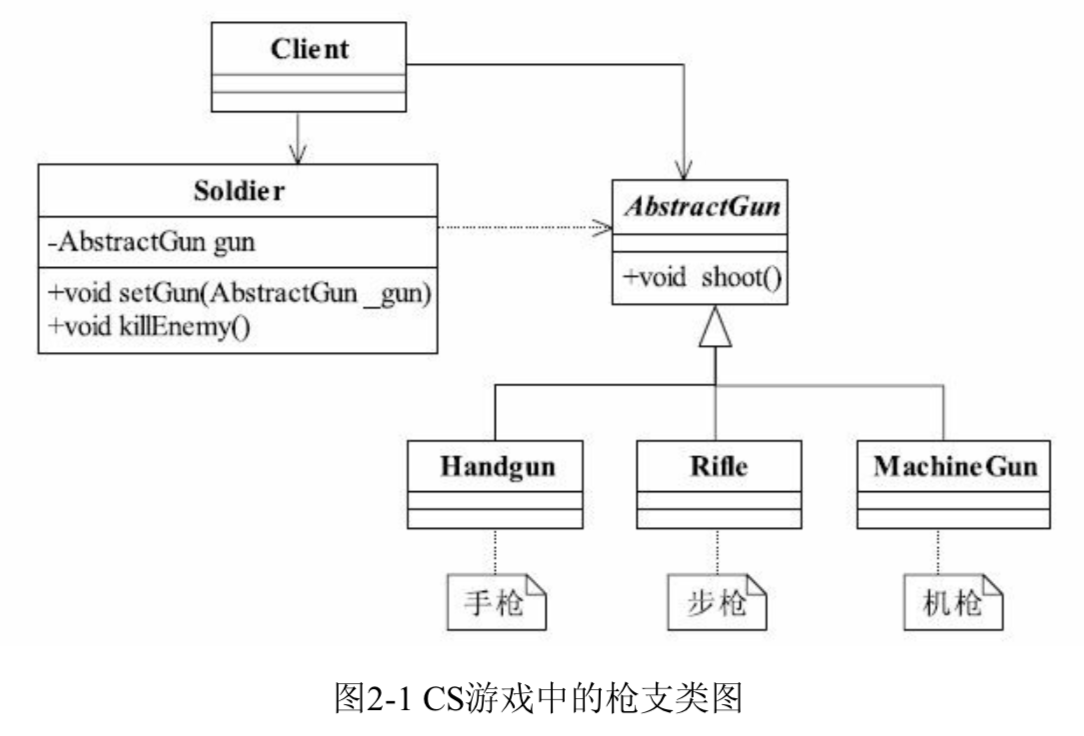 Client
Soldier
-AbstractGun gun
+void setGun(AbstractGun _gun)
+void killEnemy()
AbstractGun
+void shoot()
Handgun
Rifle
MachineGun
手枪
步枪
机枪
图2-1 CS游戏中的枪支类图